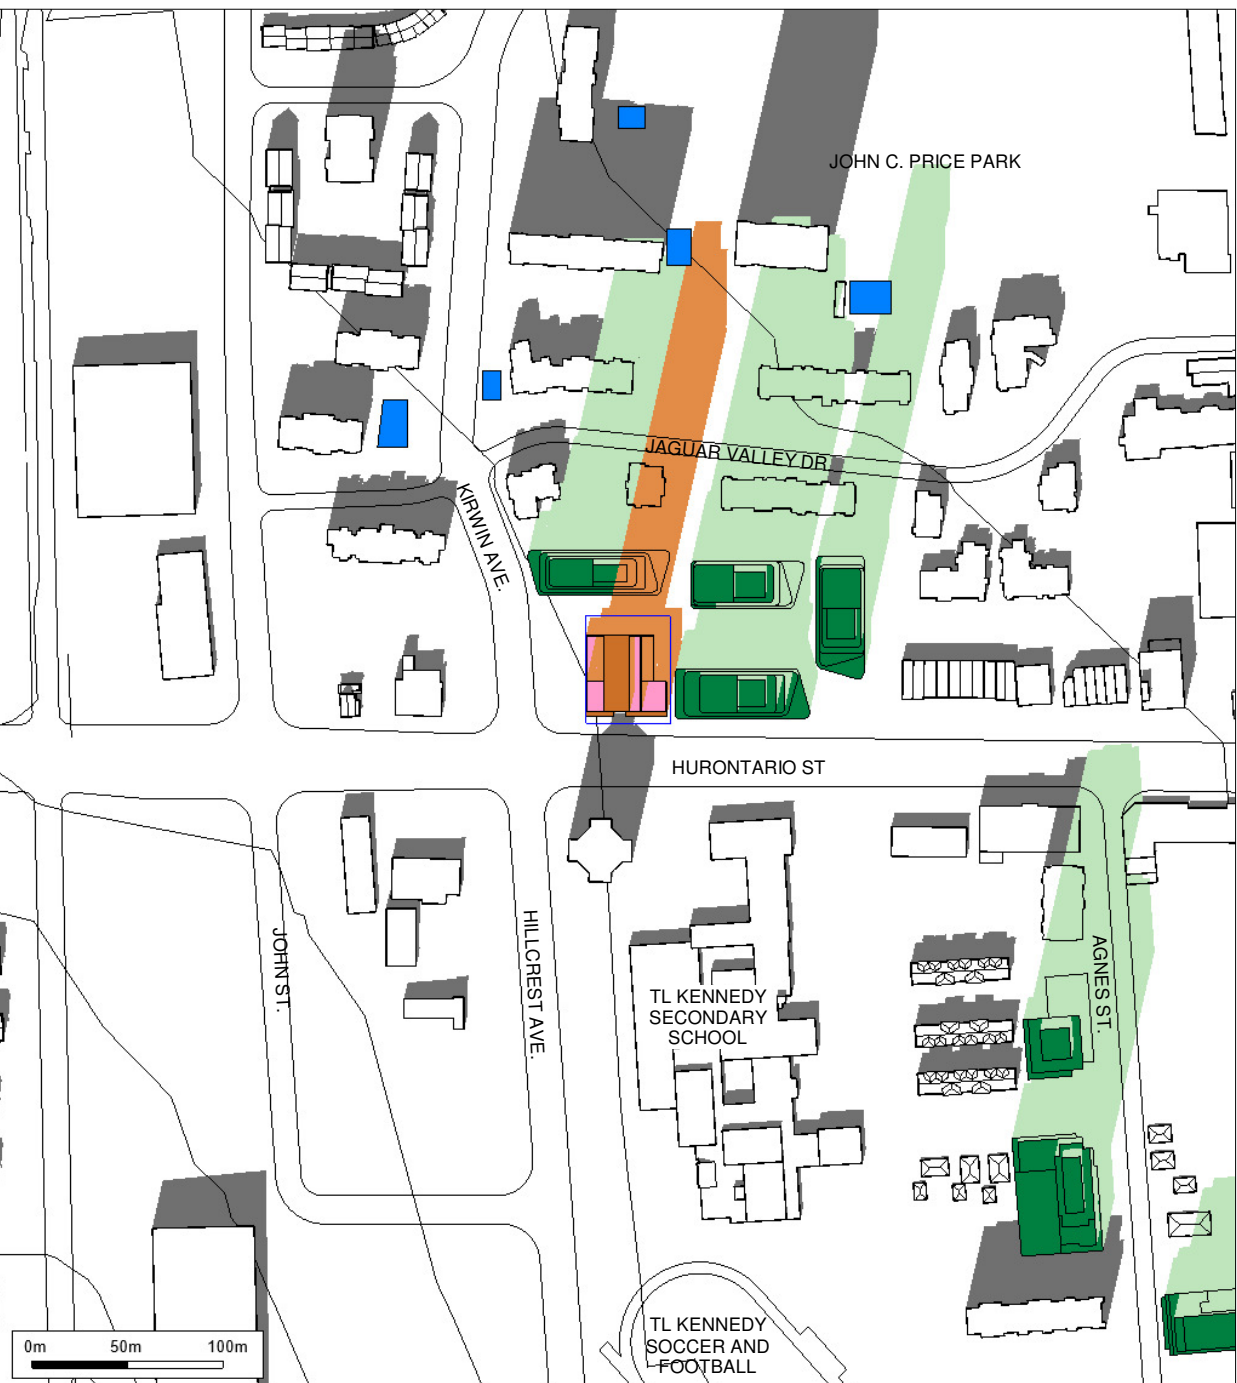 JOHN C. PRICE PARK
JAGUAR VALLEY DR
KIRWIN AVE.
HURONTARIO ST
JOHN ST.
HILLCREST AVE.
AGNES ST.
TL KENNEDY
SECONDARY
SCHOOL
TL KENNEDY
SOCCER AND
FOOTBALL
0m 50m 100m